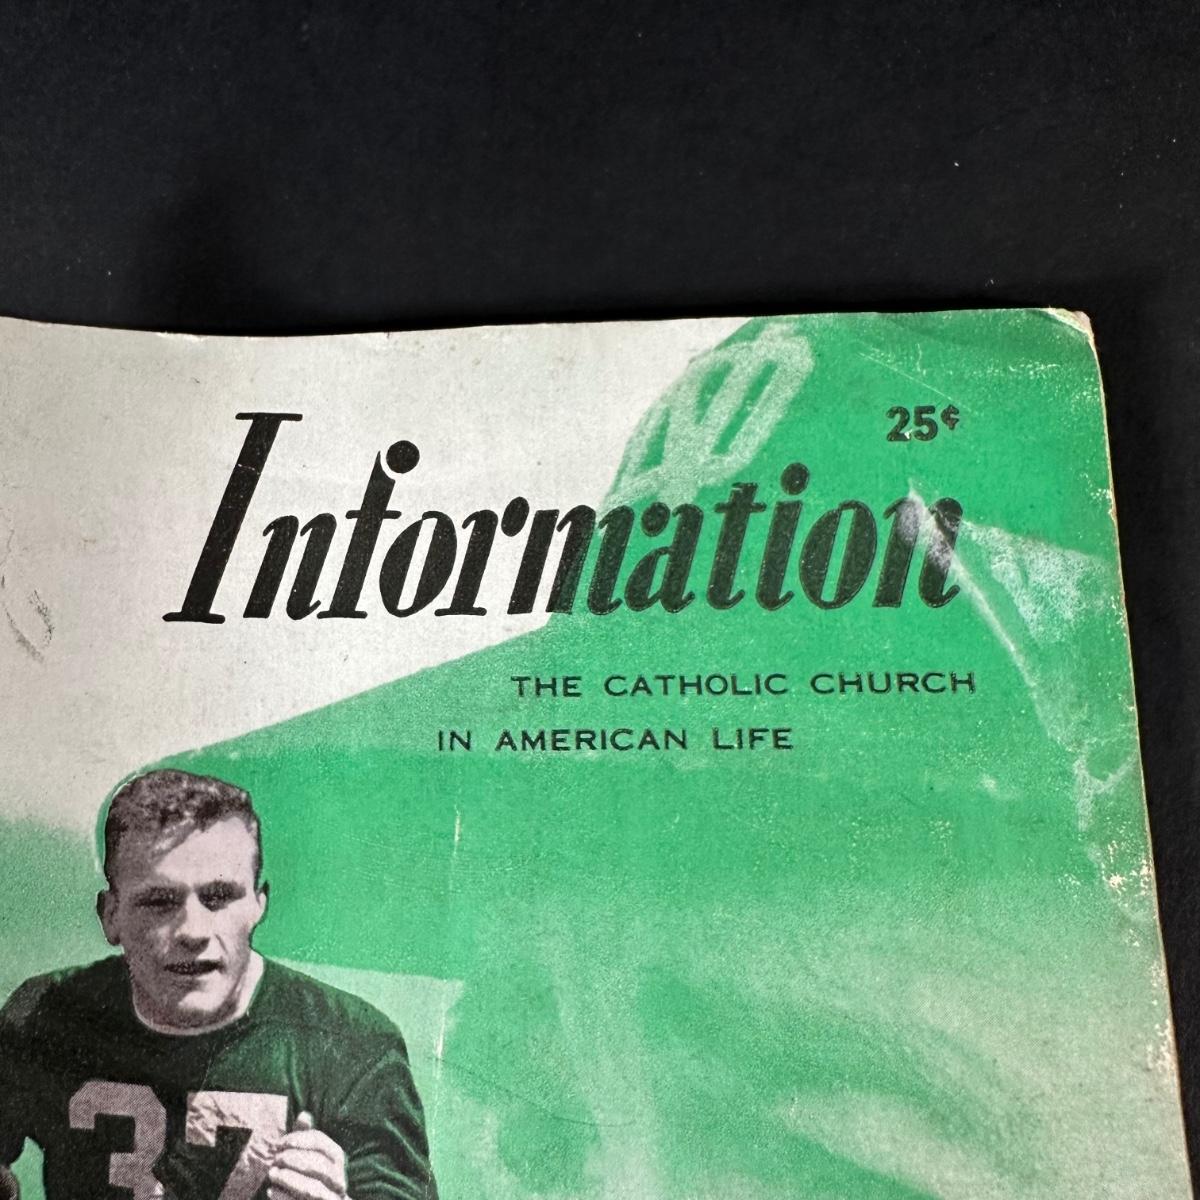 25¢
Information
THE CATHOLIC CHURCH
IN AMERICAN LIFE
37